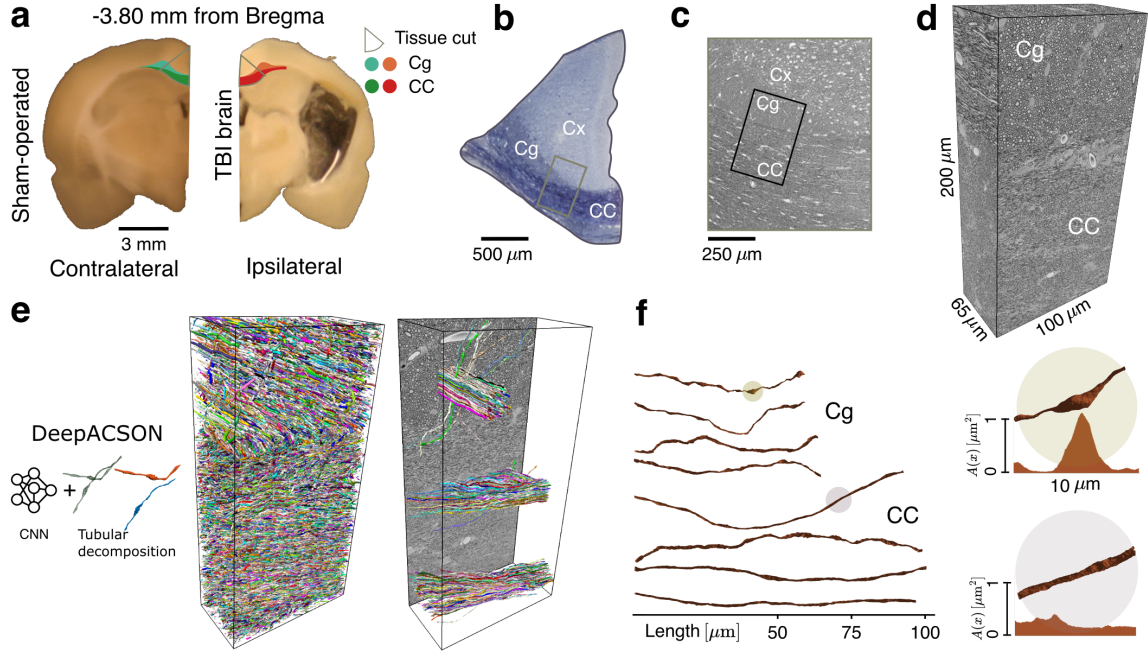 a
-3.80 mm from Bregma
Tissue cut
Cg
CC
Sham-operated
TBI brain
3 mm
Contralateral
Ipsilateral
b
Cx
Cg
CC
500 μm
c
Cx
Cg
CC
250 μm
d
Cg
CC
200 μm
65 μm
100 μm
e
DeepACSON
+
CNN
Tubular
decomposition
f
Cg
CC
Length [μm]
50
75
100
A(x) [μm²]
1
0
10 μm
A(x) [μm²]
1
0